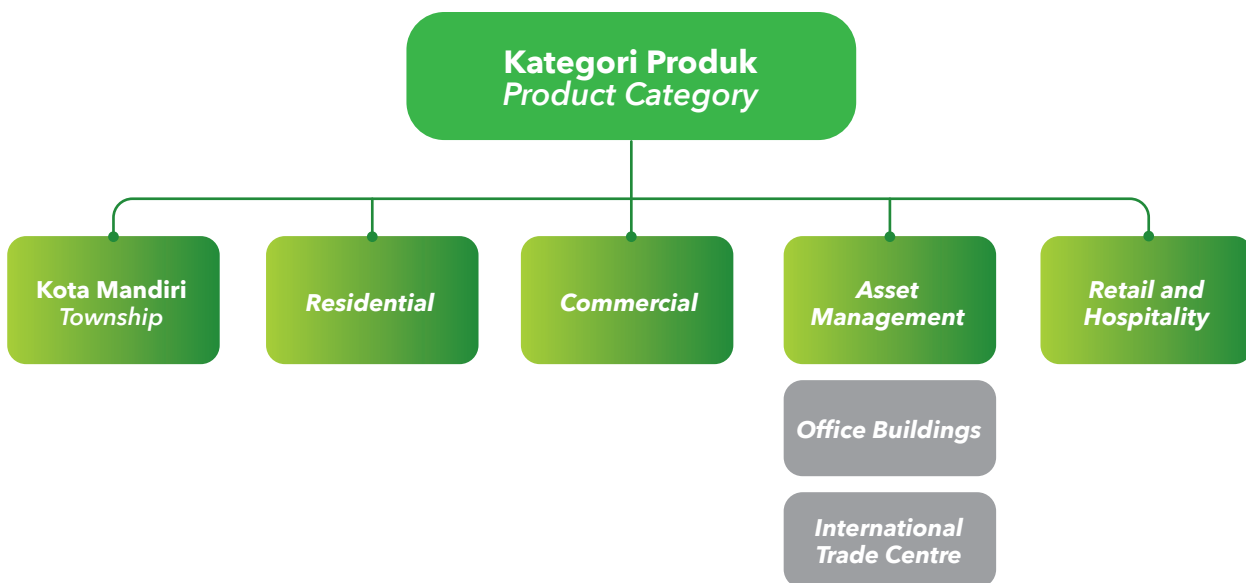 Kategori Produk
Product Category
Kota Mandiri
Township
Residential
Commercial
Asset
Management
Retail and
Hospitality
Office Buildings
International
Trade Centre